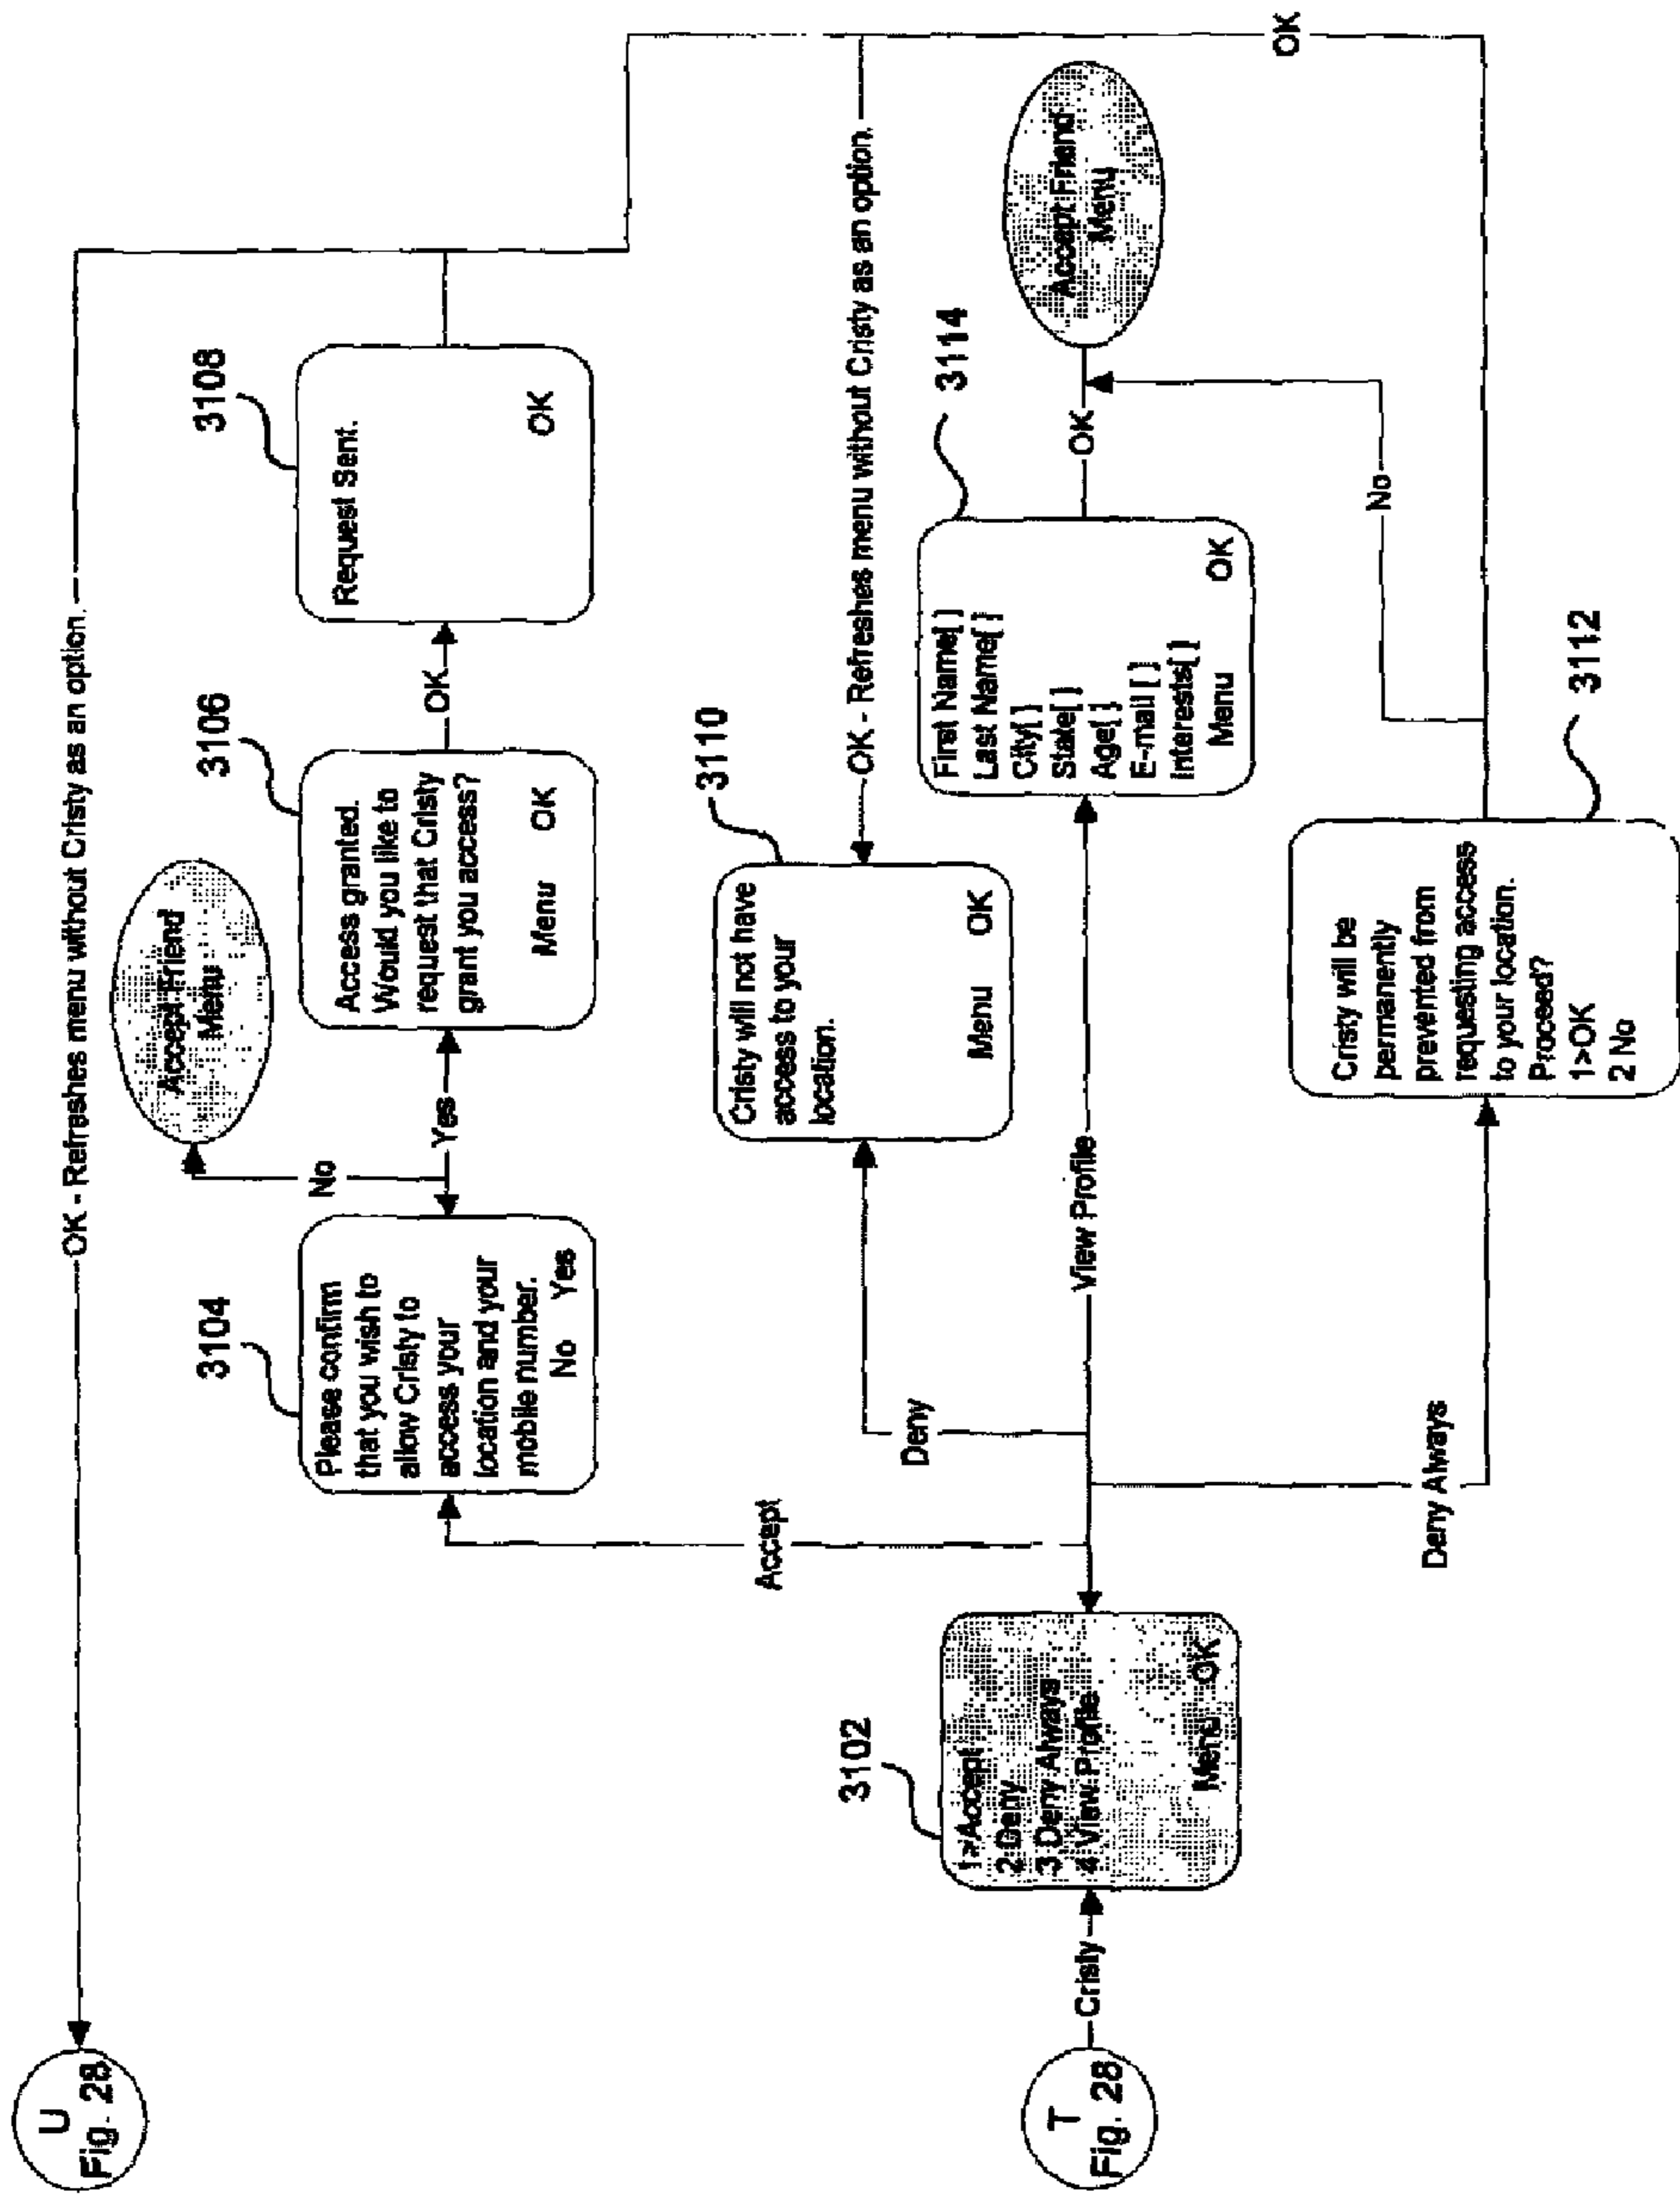 U
Fig. 28
OK - Refreshes menu without Cristy as an option.
Accept Friend
Menu
No
3104
Please confirm
that you wish to
allow Cristy to
access your
location and your
mobile number.
No Yes
Yes
3106
Access granted.
Would you like to
request that Cristy
grant you access?
Menu OK
OK
3108
Request Sent.
OK
Accept
Deny
3110
Cristy will not have
access to your
location.
Menu OK
OK - Refreshes menu without Cristy as an option.
T
Fig. 28
Cristy
3102
1>Accept
2 Deny
3 Deny Always
4 View Profile
Menu OK
View Profile
3114
First Name[ ]
Last Name[ ]
City[ ]
State[ ]
Age[ ]
E-mail [ ]
Interests[ ]
Menu OK
OK
Accept Friend
Menu
Deny Always
3112
Cristy will be
permanently
prevented from
requesting access
to your location.
Proceed?
1>OK
2 No
No
OK